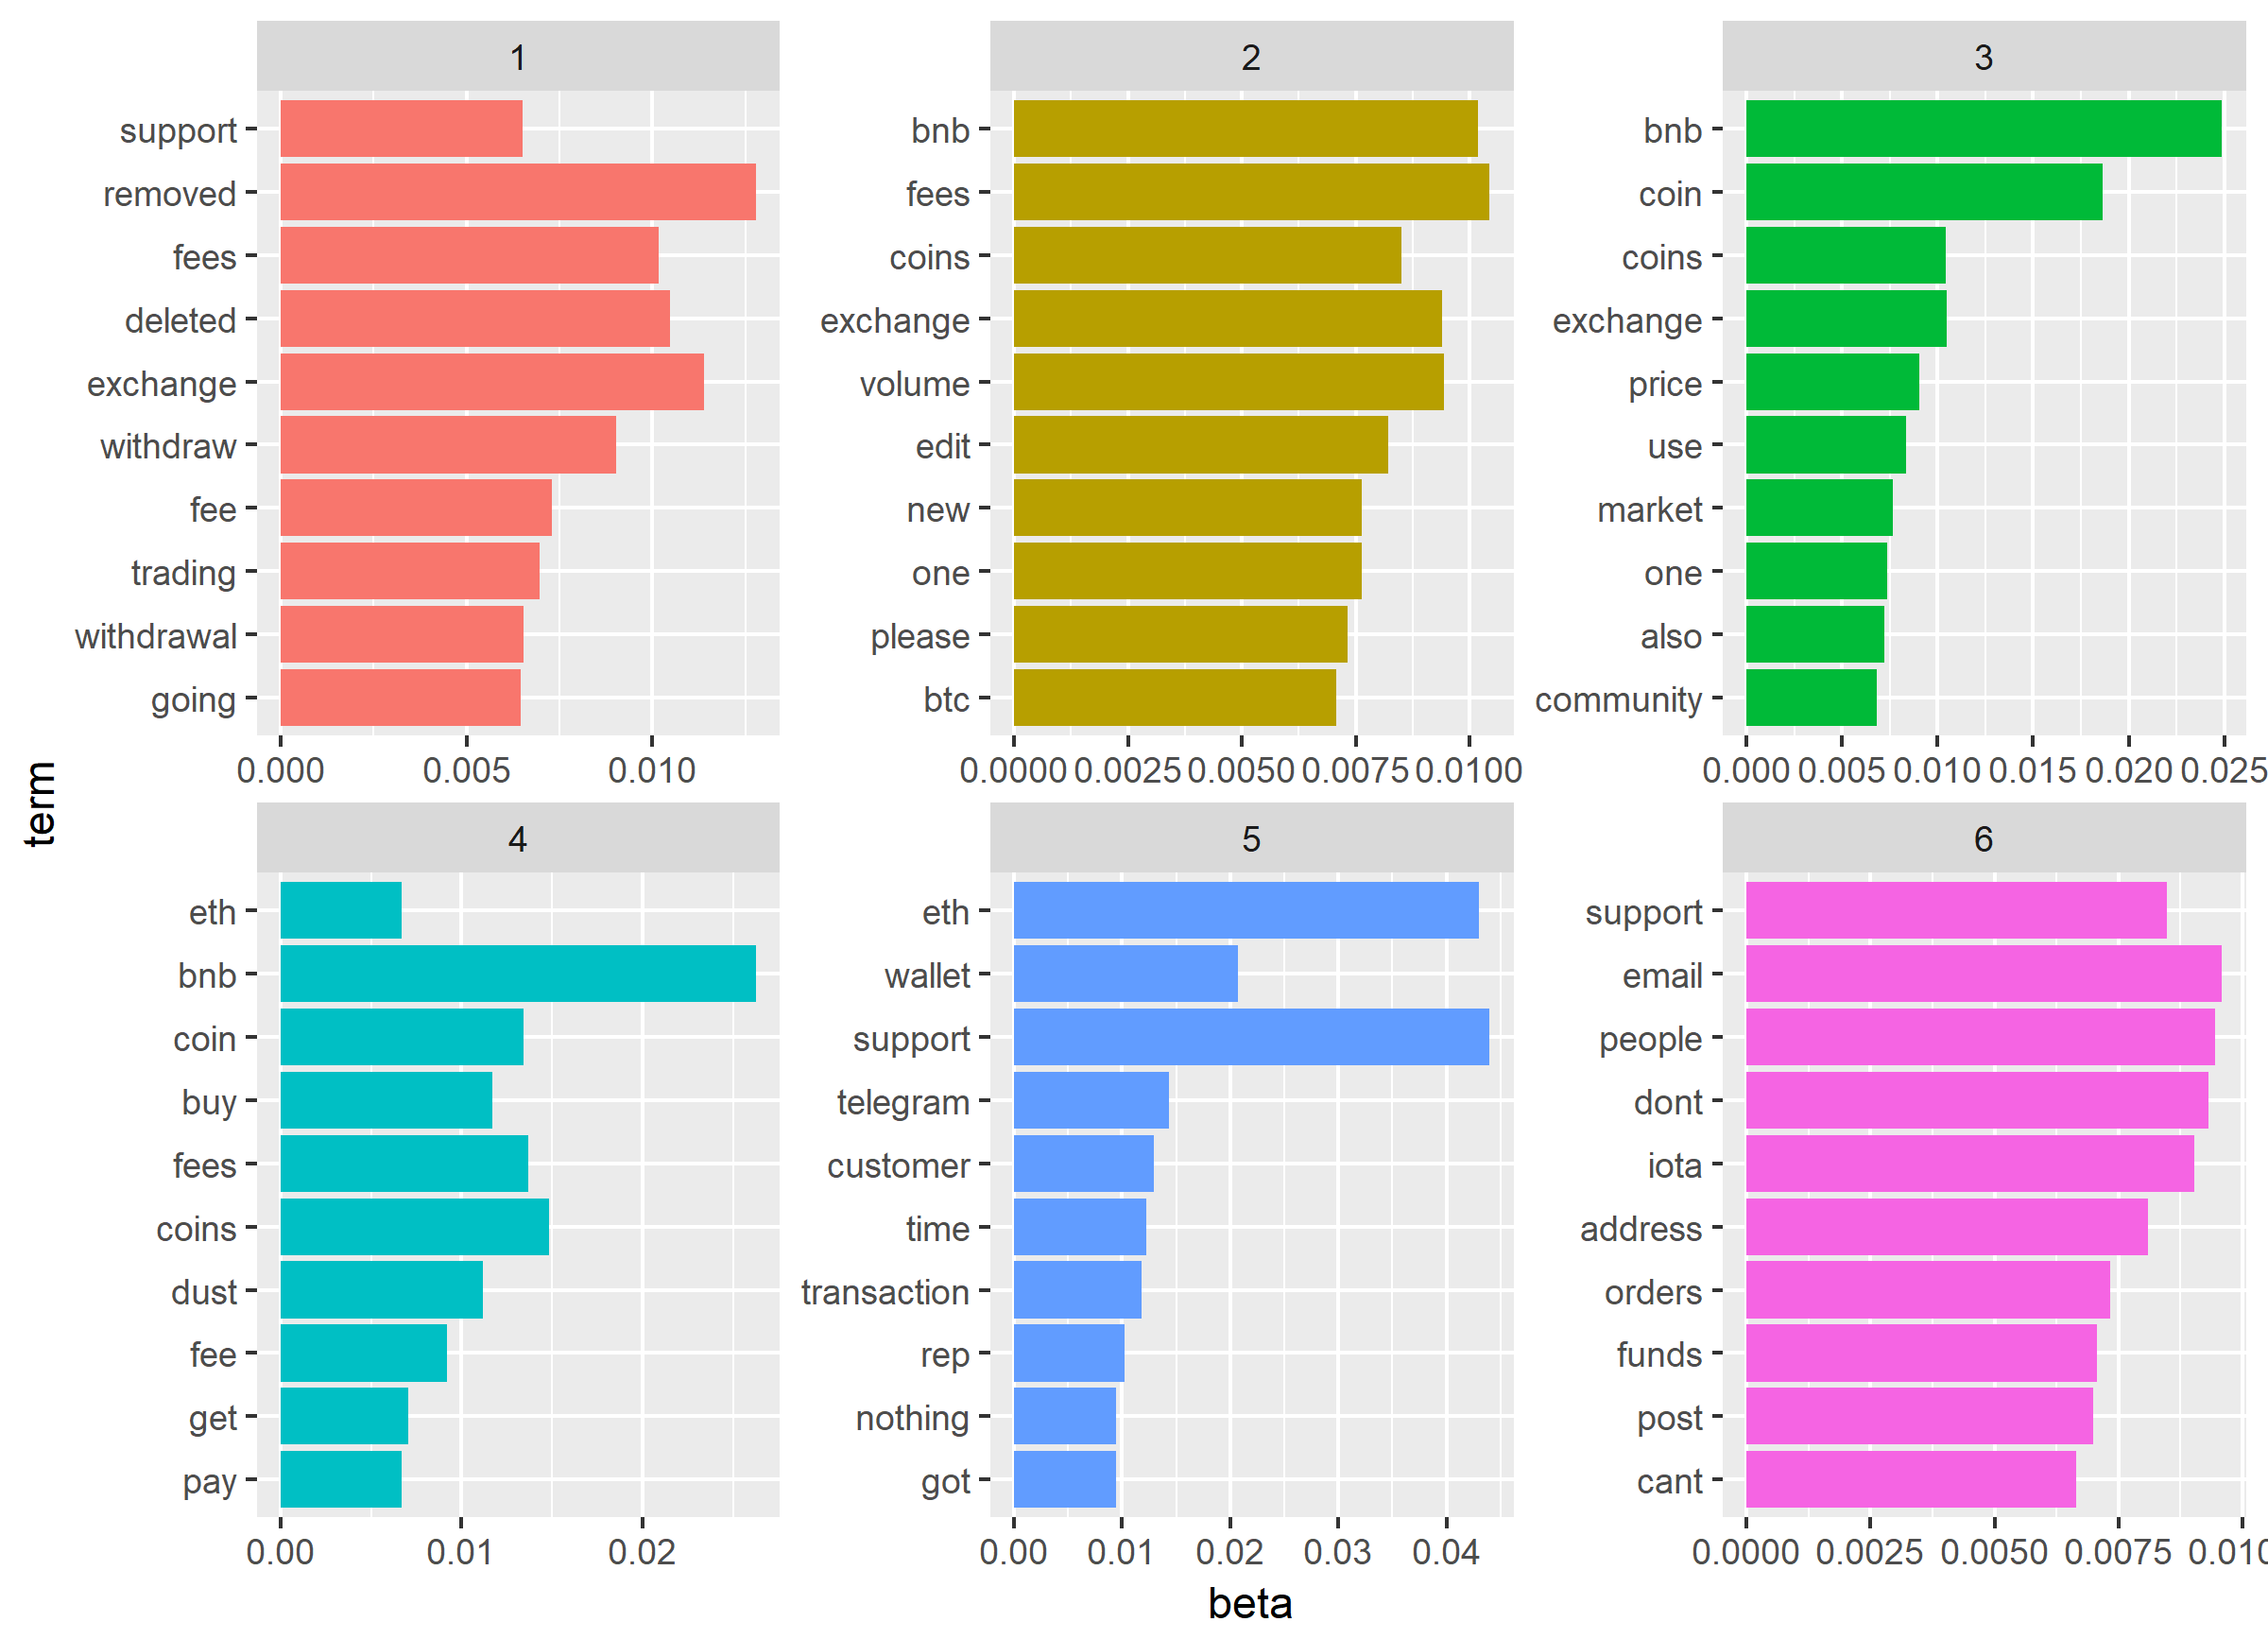 term
1
support
removed
fees
deleted
exchange
withdraw
fee
trading
withdrawal
going
0.000 0.005 0.010
2
bnb
fees
coins
exchange
volume
edit
new
one
please
btc
0.0000 0.0025 0.0050 0.0075 0.0100
3
bnb
coin
coins
exchange
price
use
market
one
also
community
0.000 0.005 0.010 0.015 0.020 0.025
4
eth
bnb
coin
buy
fees
coins
dust
fee
get
pay
0.00 0.01 0.02
5
eth
wallet
support
telegram
customer
time
transaction
rep
nothing
got
0.00 0.01 0.02 0.03 0.04
6
support
email
people
dont
iota
address
orders
funds
post
cant
0.0000 0.0025 0.0050 0.0075 0.010
beta